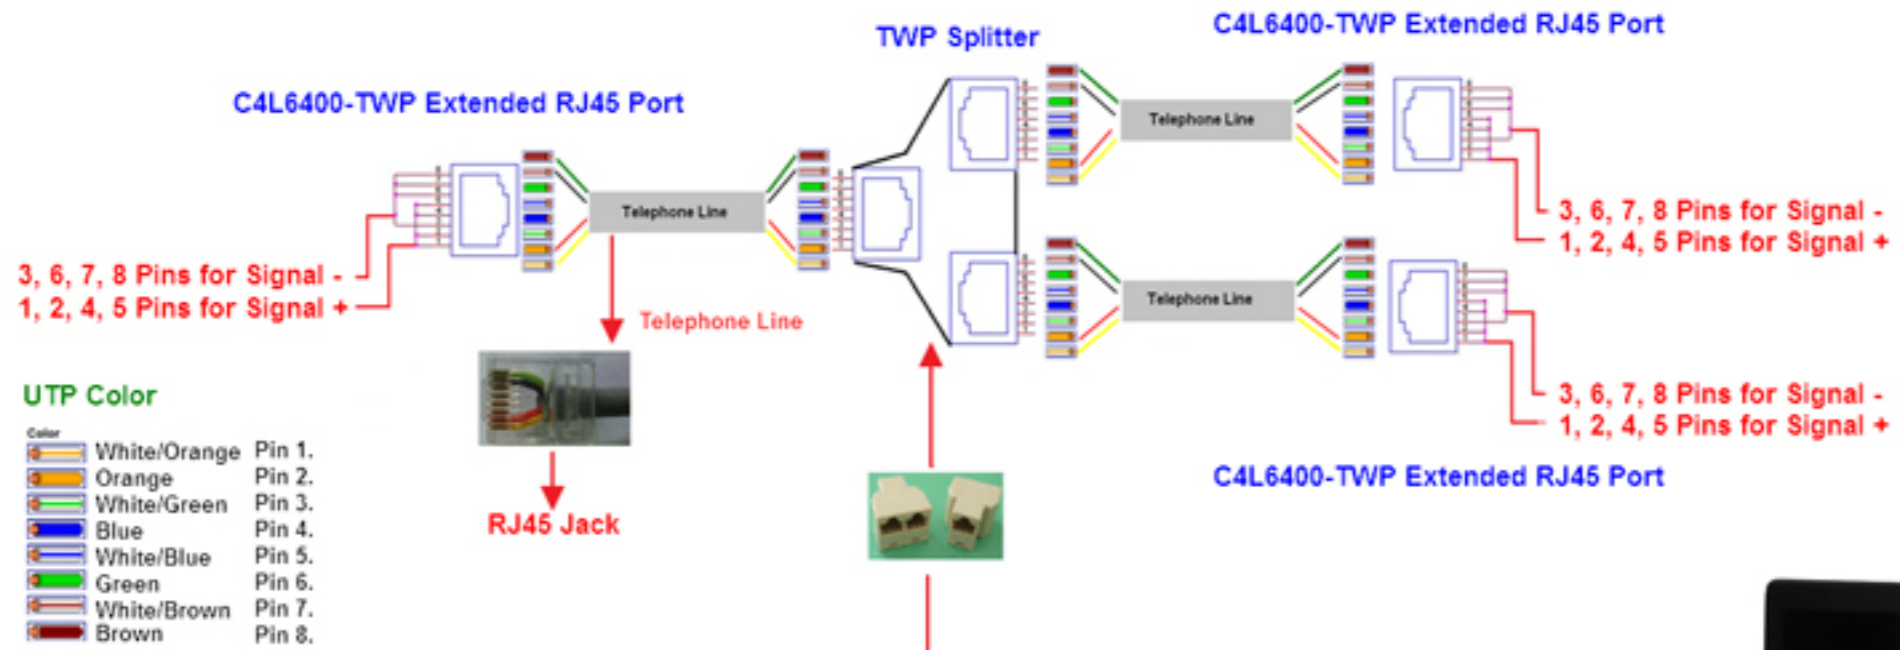 TWP Splitter
C4L6400-TWP Extended RJ45 Port
C4L6400-TWP Extended RJ45 Port
Telephone Line
Telephone Line
3, 6, 7, 8 Pins for Signal -
1, 2, 4, 5 Pins for Signal +
3, 6, 7, 8 Pins for Signal -
1, 2, 4, 5 Pins for Signal +
Telephone Line
Telephone Line
3, 6, 7, 8 Pins for Signal -
1, 2, 4, 5 Pins for Signal +
C4L6400-TWP Extended RJ45 Port
RJ45 Jack
UTP Color
Color
White/Orange Pin 1.
Orange Pin 2.
White/Green Pin 3.
Blue Pin 4.
White/Blue Pin 5.
Green Pin 6.
White/Brown Pin 7.
Brown Pin 8.